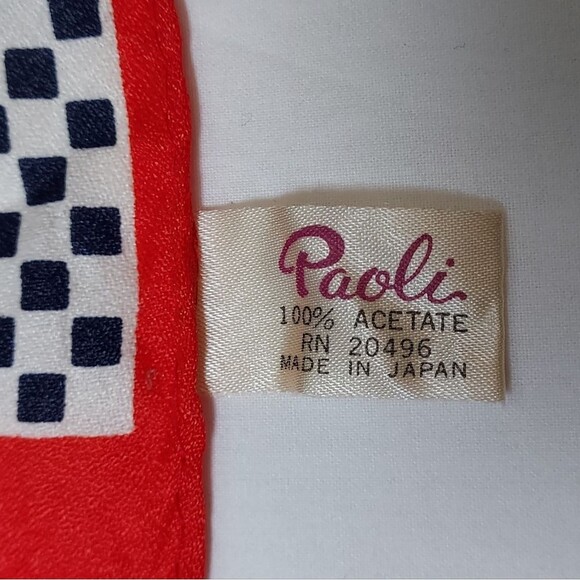 Paoli
100% ACETATE
RN 20496
MADE IN JAPAN